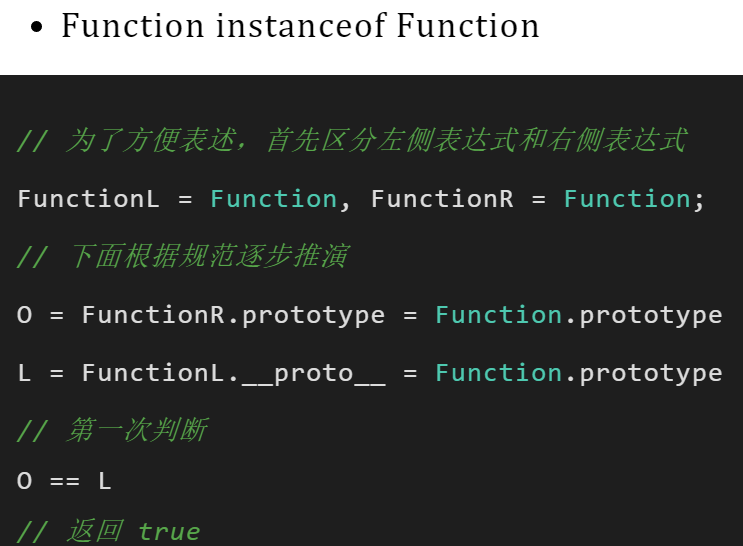 • Function instanceof Function
// 为了方便表述，首先区分左侧表达式和右侧表达式
FunctionL = Function, FunctionR = Function;
// 下面根据规范逐步推演
O = FunctionR.prototype = Function.prototype
L = FunctionL.__proto__ = Function.prototype
// 第一次判断
O == L
// 返回 true